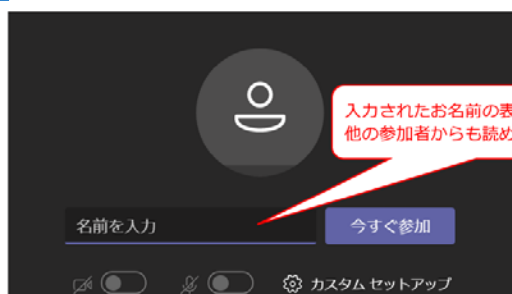 入力されたお名前の表
他の参加者からも読め
名前を入力
今すぐ参加
カスタム セットアップ